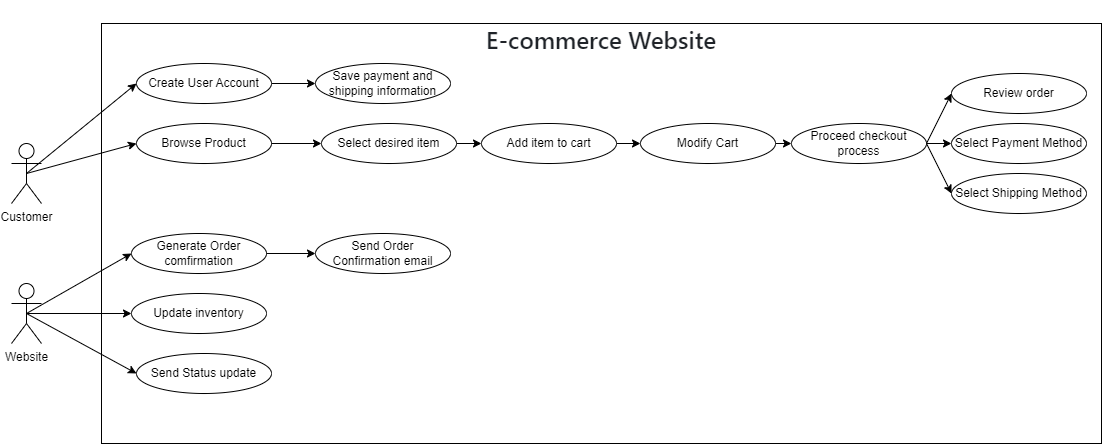 E-commerce Website
Create User Account
Save payment and
shipping information
Review order
Browse Product
Select desired item
Add item to cart
Modify Cart
Proceed checkout
process
Select Payment Method
Select Shipping Method
Customer
Generate Order
comfirmation
Send Order
Confirmation email
Update inventory
Website
Send Status update